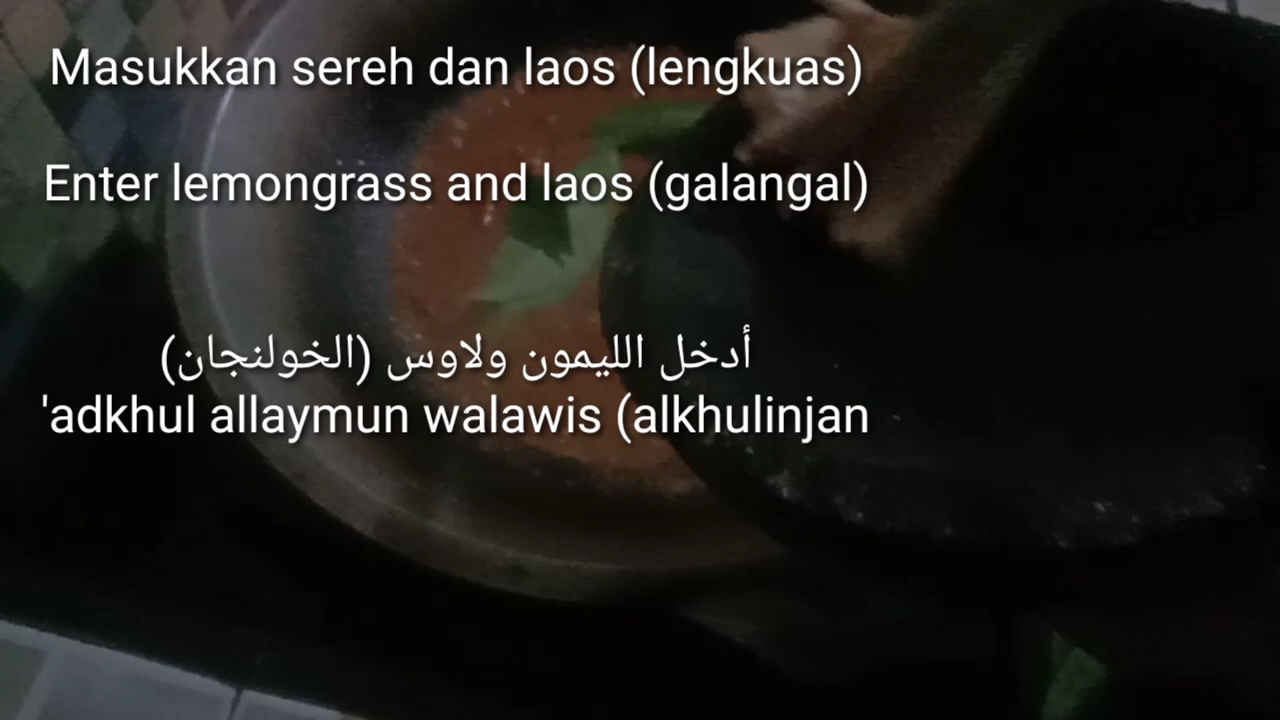 Masukkan sereh dan laos (lengkuas)
Enter lemongrass and laos (galangal)
أدخل الليمون ولاوس (الخولنجان)
'adkhul allaymun walawis (alkhulinjan